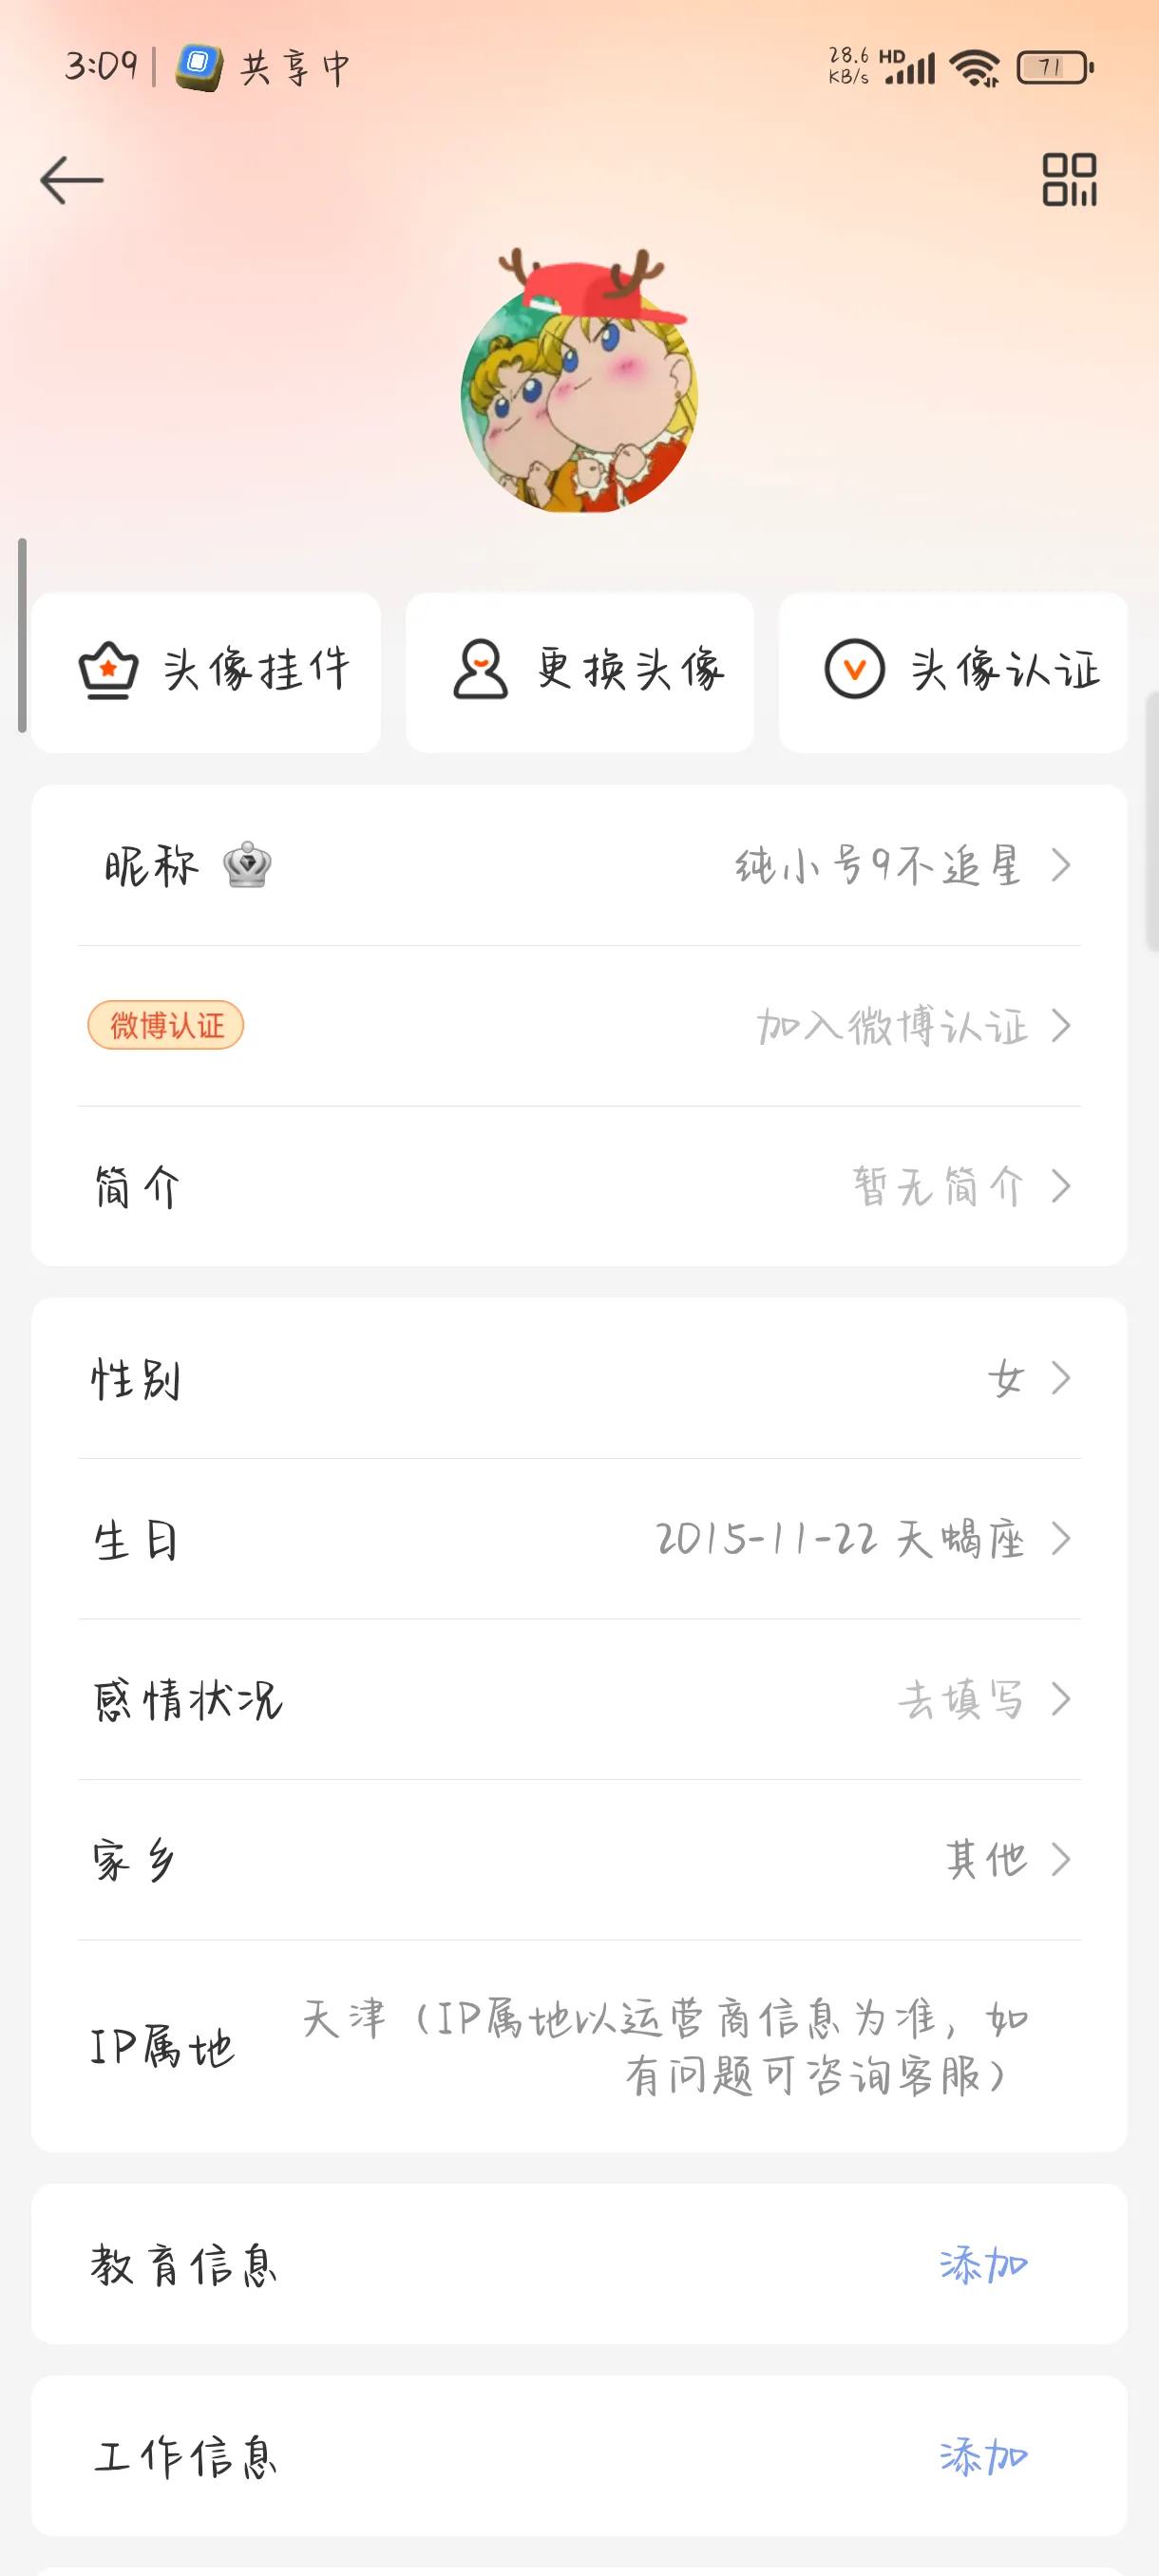 3:09 共享中 28.6 KB/s HD 71
头像挂件 更换头像 头像认证
昵称 纯小号9不追星
微博认证 加入微博认证
简介 暂无简介
性别 女
生日 2015-11-22 天蝎座
感情状况 去填写
家乡 其他
IP属地 天津（IP属地以运营商信息为准，如
有问题可咨询客服）
教育信息 添加
工作信息 添加